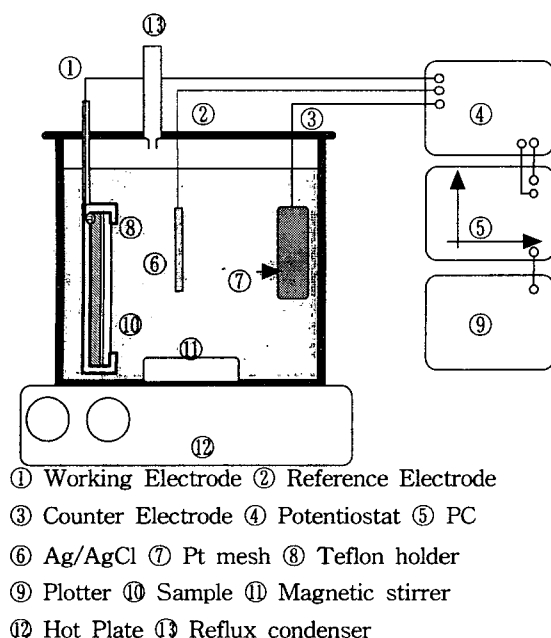 ⑬
①
②
③
④
⑧
⑤
⑥
⑦
⑩
⑨
⑪
⑫
① Working Electrode ② Reference Electrode
③ Counter Electrode ④ Potentiostat ⑤ PC
⑥ Ag/AgCl ⑦ Pt mesh ⑧ Teflon holder
⑨ Plotter ⑩ Sample ⑪ Magnetic stirrer
⑫ Hot Plate ⑬ Reflux condenser